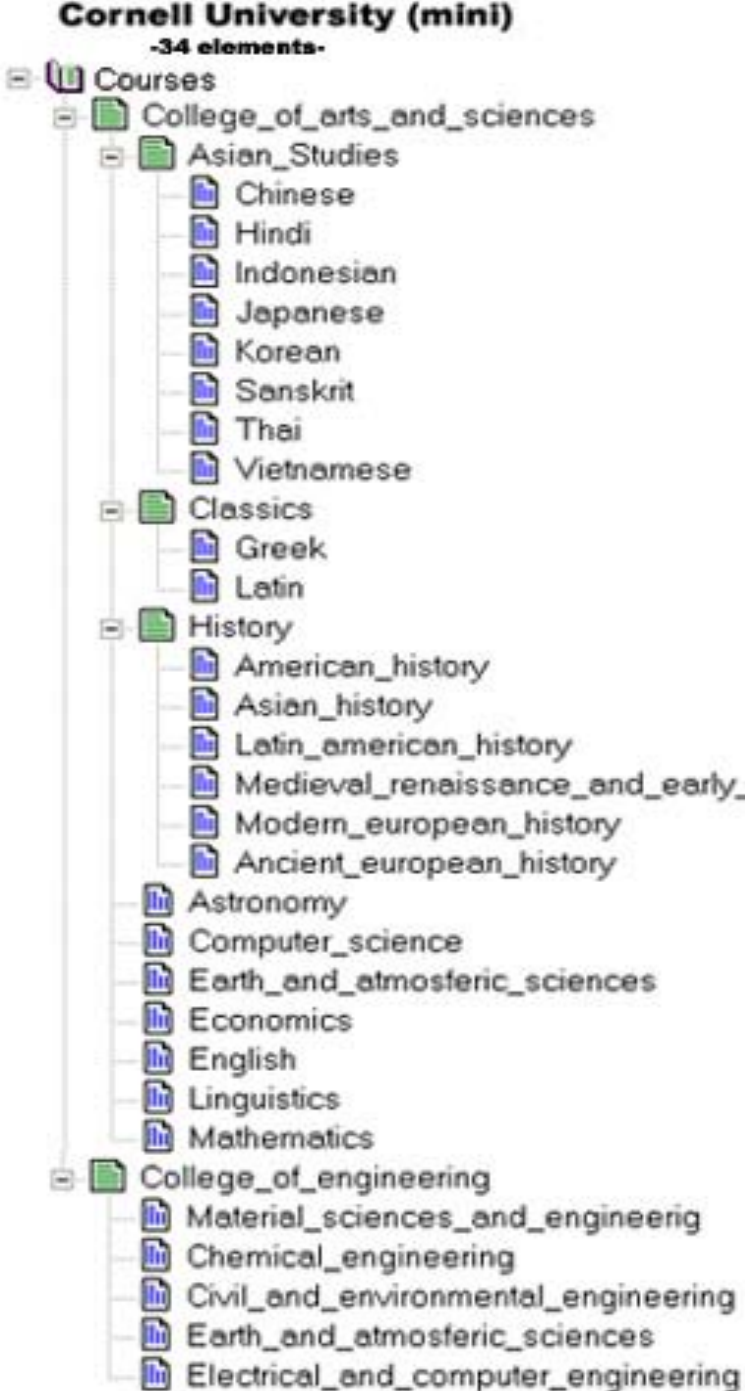 Cornell University (mini)
-34 elements-
Courses
College_of_arts_and_sciences
Asian_Studies
Chinese
Hindi
Indonesian
Japanese
Korean
Sanskrit
Thai
Vietnamese
Classics
Greek
Latin
History
American_history
Asian_history
Latin_american_history
Medieval_renaissance_and_early_
Modern_european_history
Ancient_european_history
Astronomy
Computer_science
Earth_and_atmosferic_sciences
Economics
English
Linguistics
Mathematics
College_of_engineering
Material_sciences_and_engineerig
Chemical_engineering
Civil_and_environmental_engineering
Earth_and_atmosferic_sciences
Electrical_and_computer_engineering